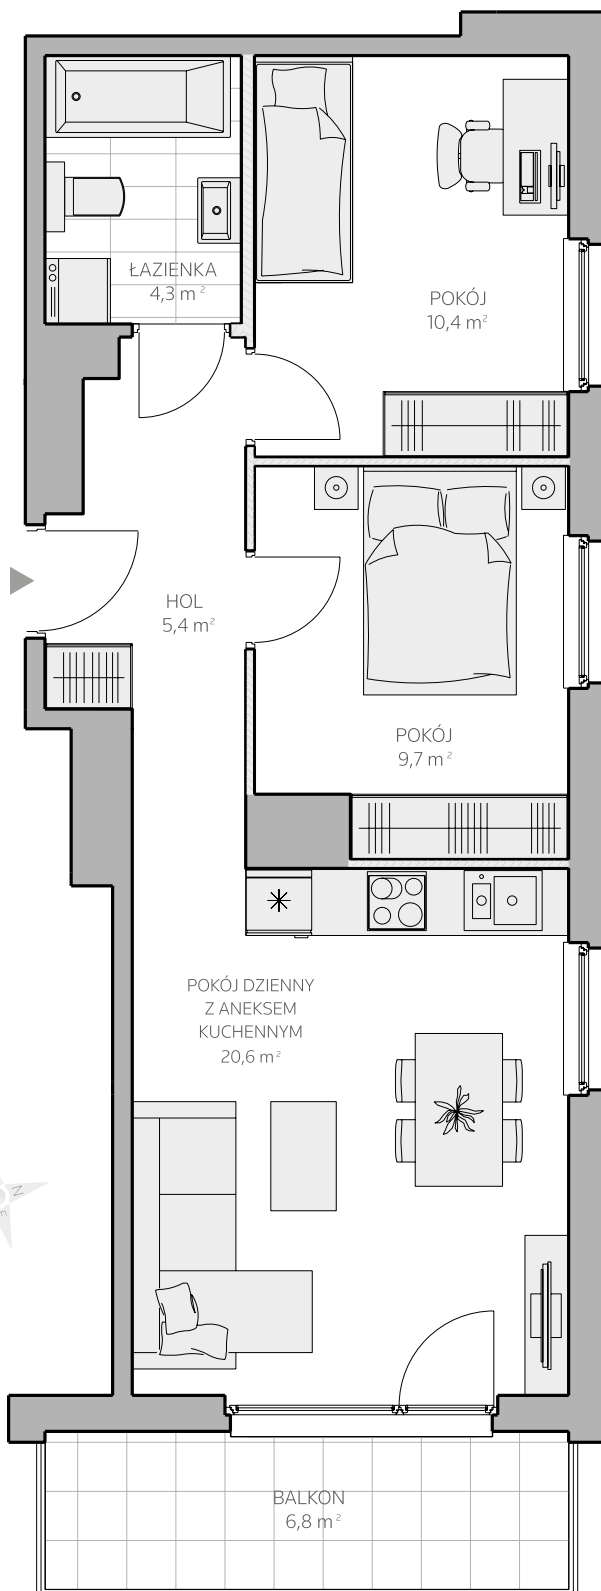 ŁAZIENKA
4,3 m²
POKÓJ
10,4 m²
HOL
5,4 m²
POKÓJ
9,7 m²
POKÓJ DZIENNY
Z ANEKSEM
KUCHENNYM
20,6 m²
N
E
BALKON
6,8 m²